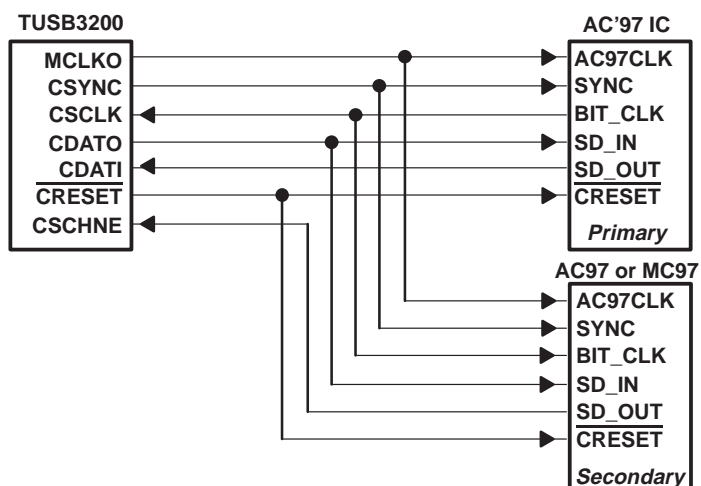 TUSB3200
MCLKO
CSYNC
CSCLK
CDATO
CDATI
CRESET
CSCHNE
AC’97 IC
AC97CLK
SYNC
BIT_CLK
SD_IN
SD_OUT
CRESET
Primary
AC97 or MC97
AC97CLK
SYNC
BIT_CLK
SD_IN
SD_OUT
CRESET
Secondary